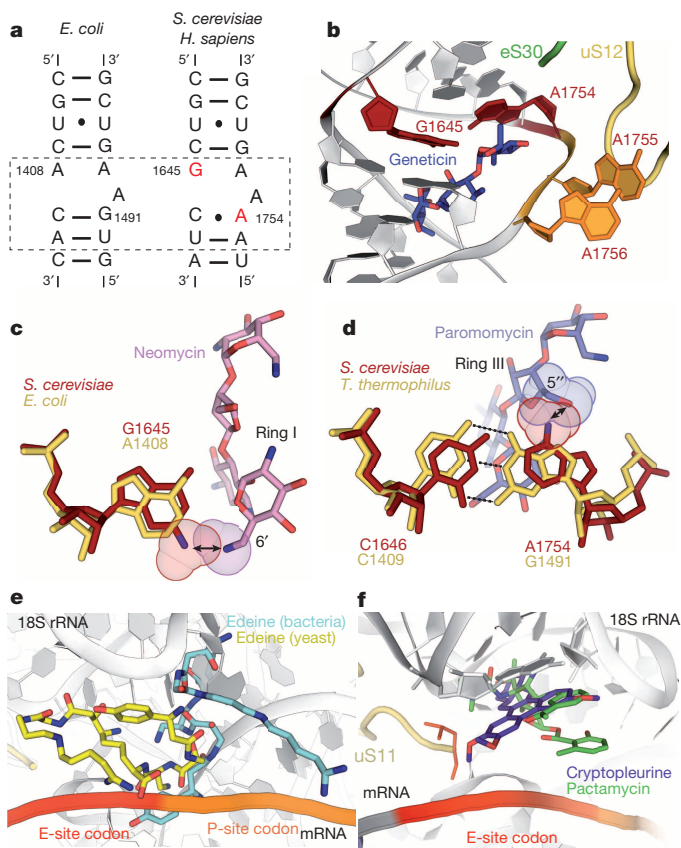 a
E. coli
S. cerevisiae
H. sapiens
5′ 3′ 5′ 3′
C G C G
G C G C
U • U U • U
C G C G
1408 A A 1645 G A
A A
C G 1491 C • A 1754
A U U A
C G A U
3′ 5′ 3′ 5′
b
eS30
uS12
A1754
G1645
A1755
Geneticin
A1756
c
Neomycin
S. cerevisiae
E. coli
G1645
A1408
Ring I
6′
d
Paromomycin
S. cerevisiae
T. thermophilus
Ring III
5′′
C1646
C1409
A1754
G1491
e
18S rRNA
Edeine (bacteria)
Edeine (yeast)
E-site codon
P-site codon
mRNA
f
18S rRNA
uS11
Cryptopleurine
Pactamycin
mRNA
E-site codon